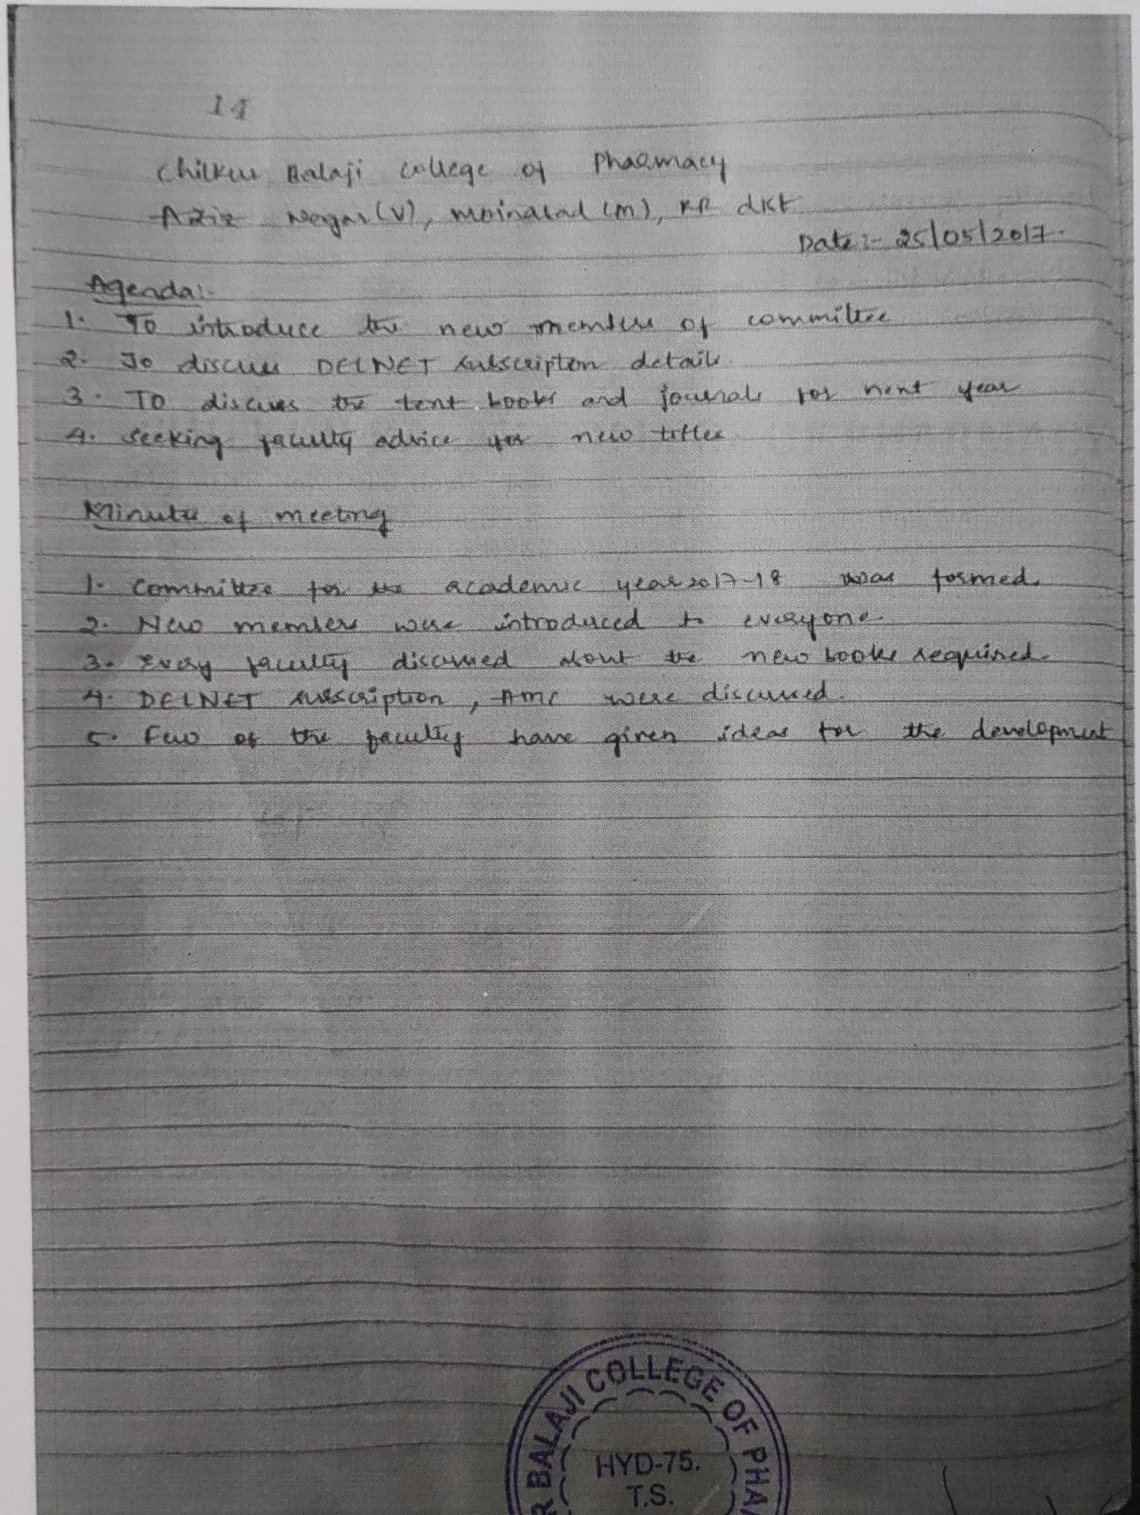 14
Chilkur Balaji college of Pharmacy
Aziz Nagar (V), Moinabad (M), RR dist
Date:- 25/05/2017.
Agenda:-
1. To introduce the new members of committee
2. To discuss DELNET subscription details.
3. To discuss the text books and journals for next year
4. Seeking faculty advice for new titles
Minutes of meeting
1. Committee for the academic year 2017-18 was formed.
2. New members were introduced to everyone.
3. Every faculty discussed about the new books required.
4. DELNET subscription, AMC were discussed.
5. Few of the faculty have given ideas for the development
R BALAJI COLLEGE OF PHA
HYD-75.
T.S.